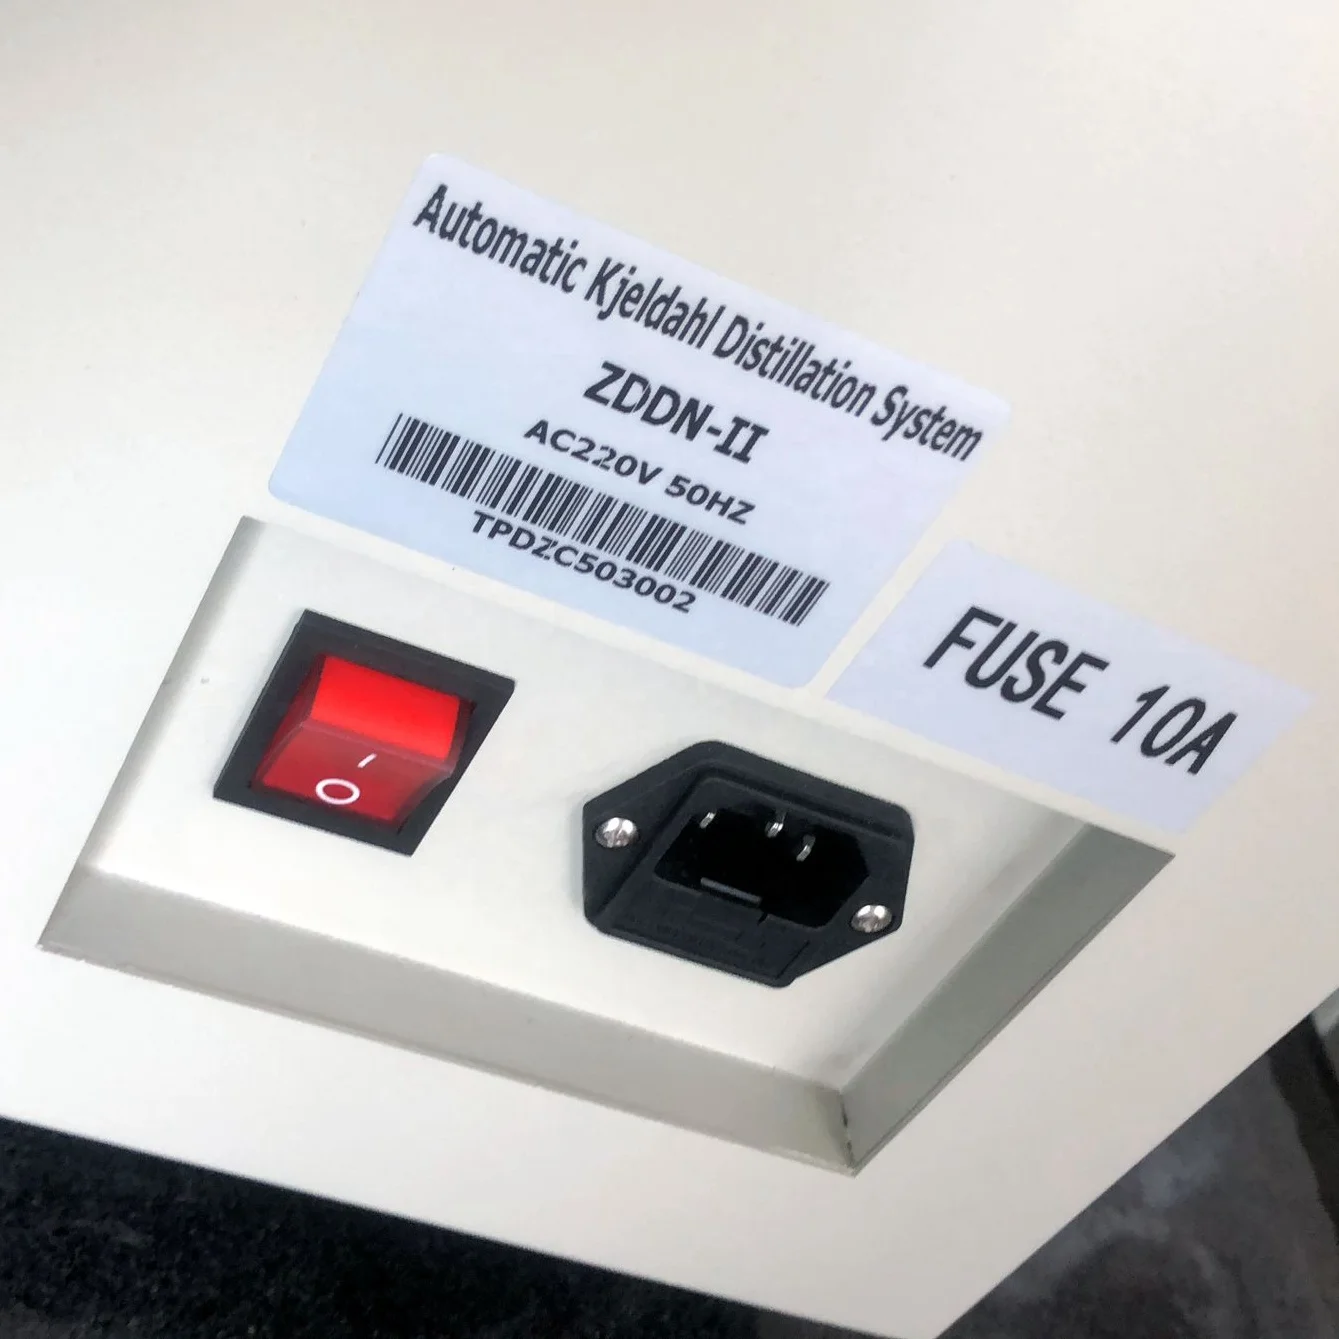 Automatic Kjeldahl Distillation System
ZDDN-II
AC220V 50HZ
TPDZC503002
FUSE 10A